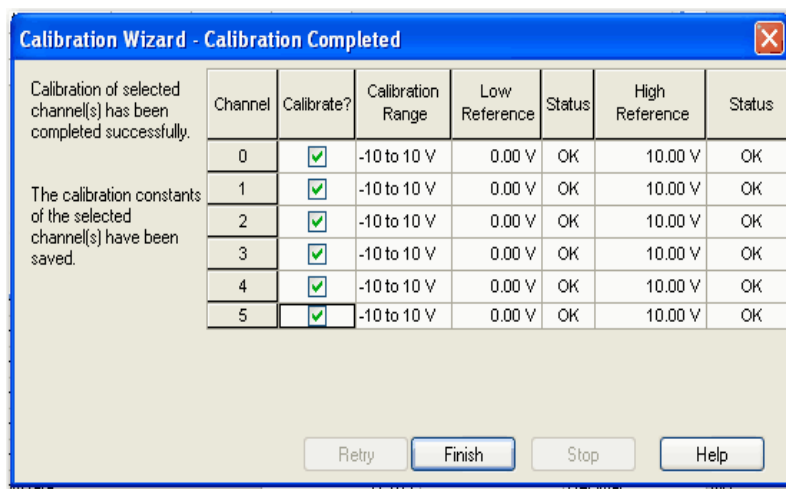 Calibration Wizard - Calibration Completed
Calibration of selected
channel(s) has been
completed successfully.
The calibration constants
of the selected
channel(s) have been
saved.
Channel Calibrate? Calibration Range Low Reference Status High Reference Status
0 -10 to 10 V 0.00 V OK 10.00 V OK
1 -10 to 10 V 0.00 V OK 10.00 V OK
2 -10 to 10 V 0.00 V OK 10.00 V OK
3 -10 to 10 V 0.00 V OK 10.00 V OK
4 -10 to 10 V 0.00 V OK 10.00 V OK
5 -10 to 10 V 0.00 V OK 10.00 V OK
Retry Finish Stop Help